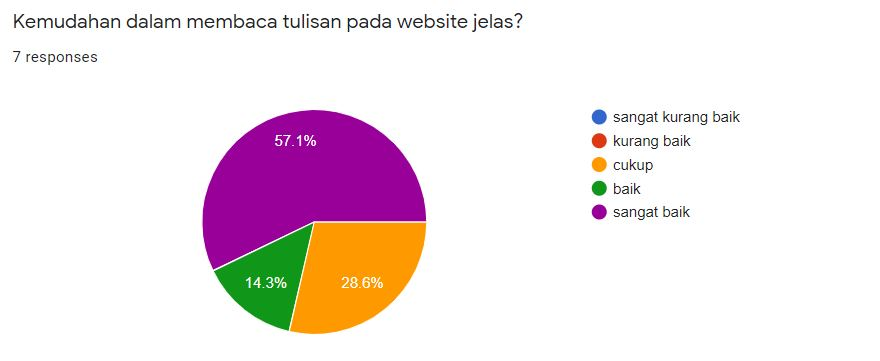 Kemudahan dalam membaca tulisan pada website jelas?
7 responses
57.1%
14.3%
28.6%
sangat kurang baik
kurang baik
cukup
baik
sangat baik